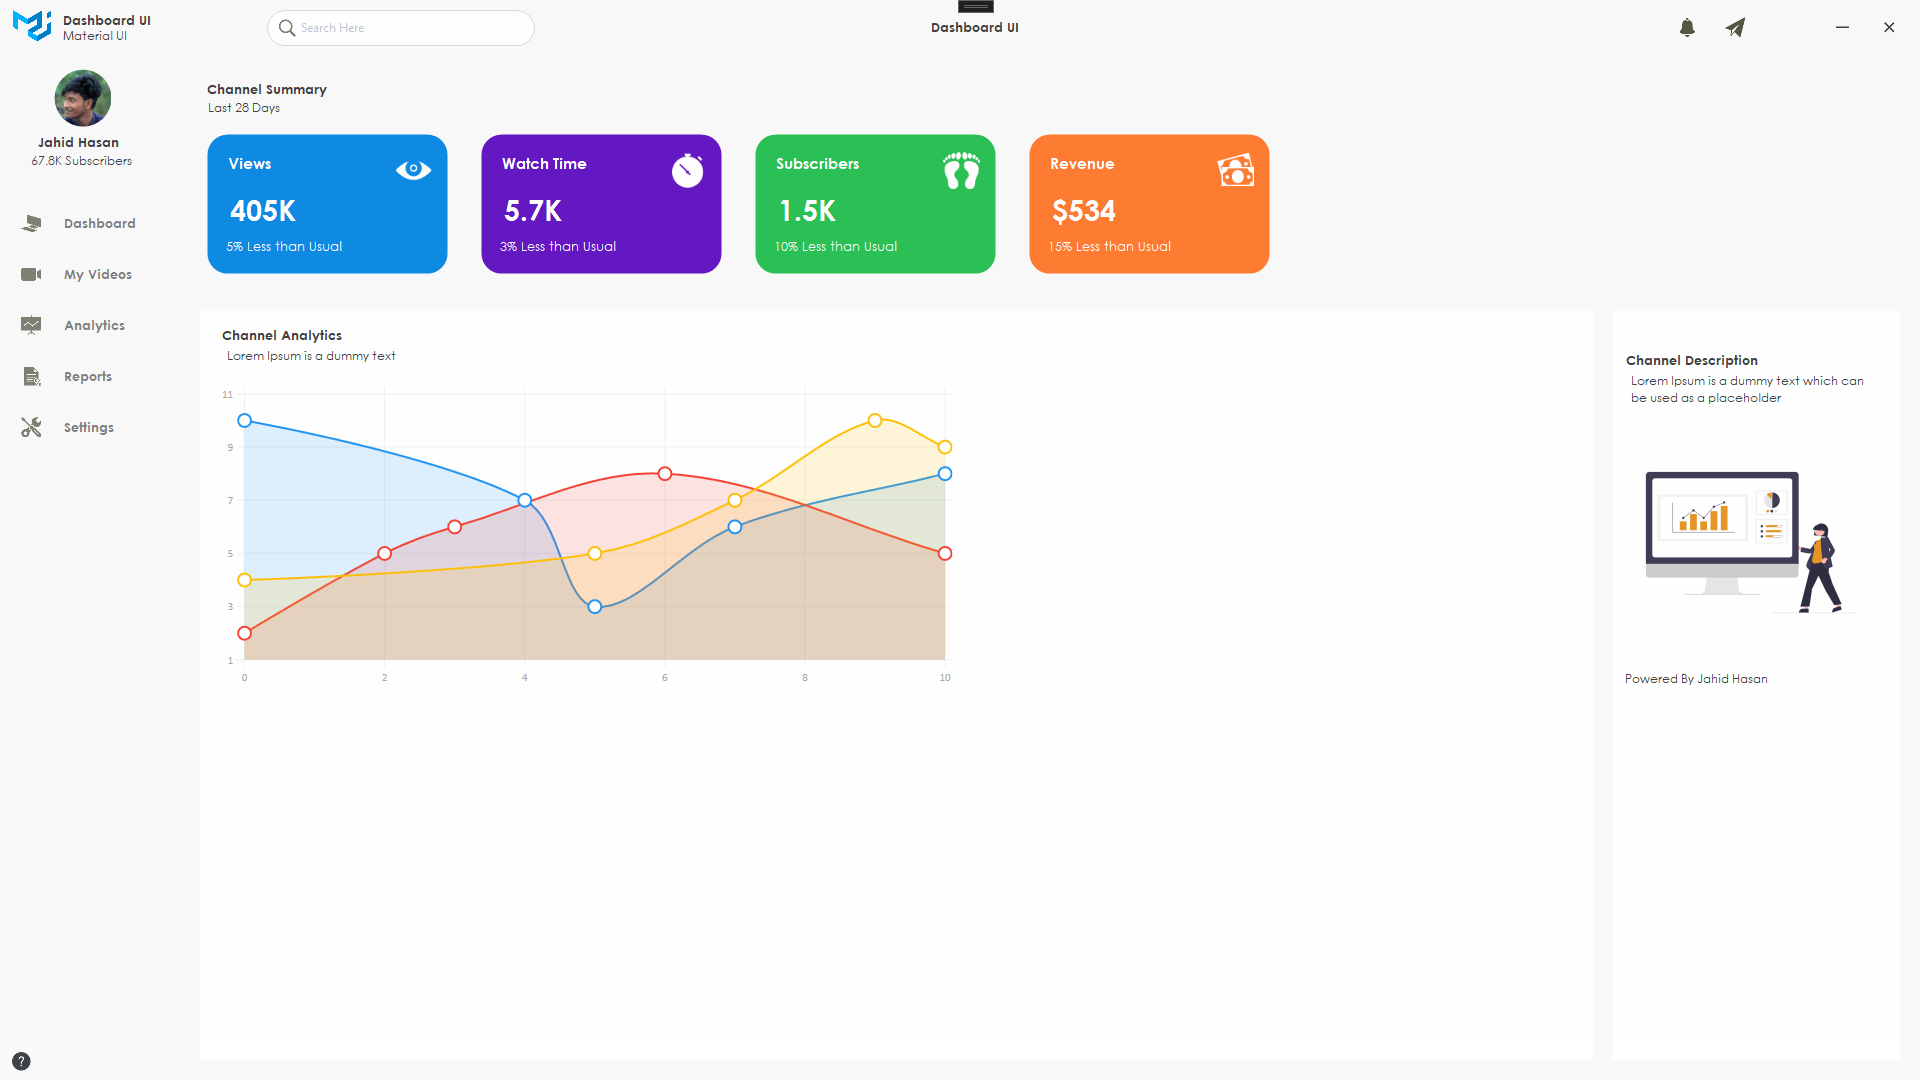 Dashboard UI
Material UI
Search Here
Dashboard UI
Jahid Hasan
67.8K Subscribers
Dashboard
My Videos
Analytics
Reports
Settings
Channel Summary
Last 28 Days
Views
405K
5% Less than Usual
Watch Time
5.7K
3% Less than Usual
Subscribers
1.5K
10% Less than Usual
Revenue
$534
15% Less than Usual
Channel Analytics
Lorem Ipsum is a dummy text
11
9
7
5
3
1
0 2 4 6 8 10
Channel Description
Lorem Ipsum is a dummy text which can
be used as a placeholder
Powered By Jahid Hasan
?